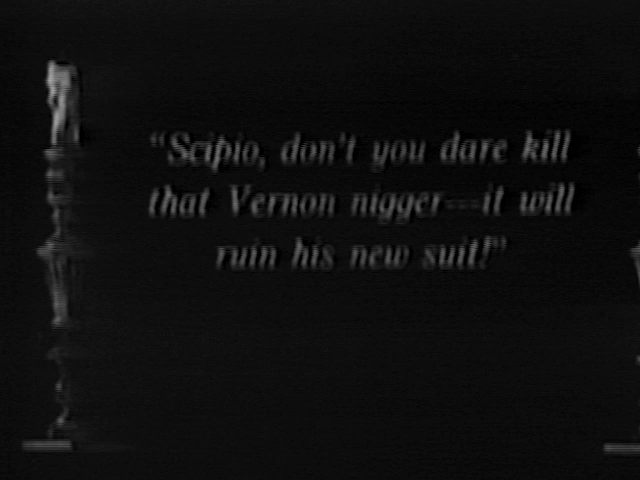 “Scipio, don't you dare kill
that Vernon nigger---it will
ruin his new suit!”